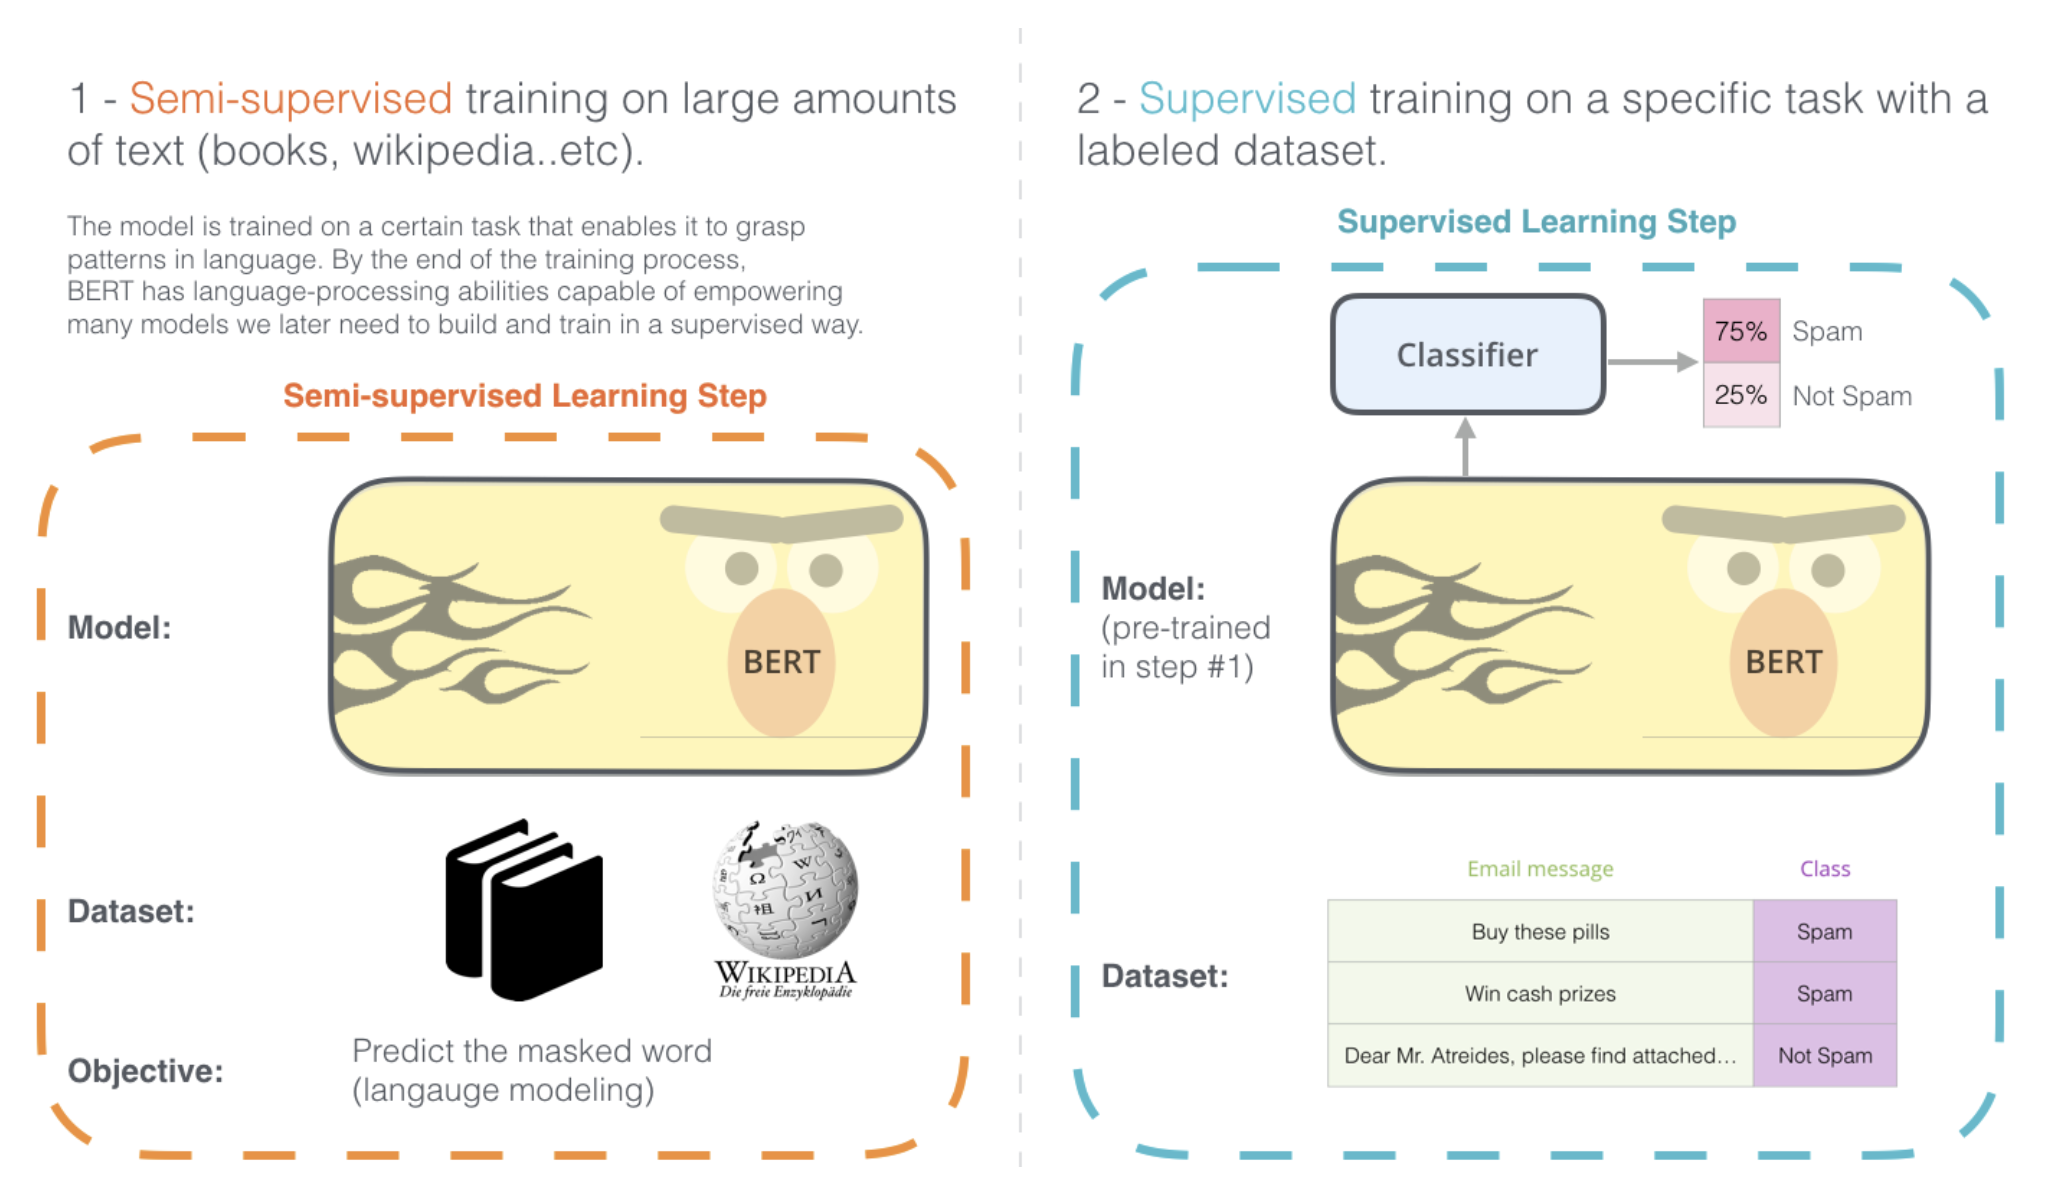 1 - Semi-supervised training on large amounts
of text (books, wikipedia..etc).
The model is trained on a certain task that enables it to grasp
patterns in language. By the end of the training process,
BERT has language-processing abilities capable of empowering
many models we later need to build and train in a supervised way.
Semi-supervised Learning Step
Model:
BERT
Dataset:
WIKIPEDIA
Die freie Enzyklopädie
Objective:
Predict the masked word
(langauge modeling)
2 - Supervised training on a specific task with a
labeled dataset.
Supervised Learning Step
Classifier
75% Spam
25% Not Spam
Model:
(pre-trained
in step #1)
BERT
Dataset:
Email message Class
Buy these pills Spam
Win cash prizes Spam
Dear Mr. Atreides, please find attached... Not Spam